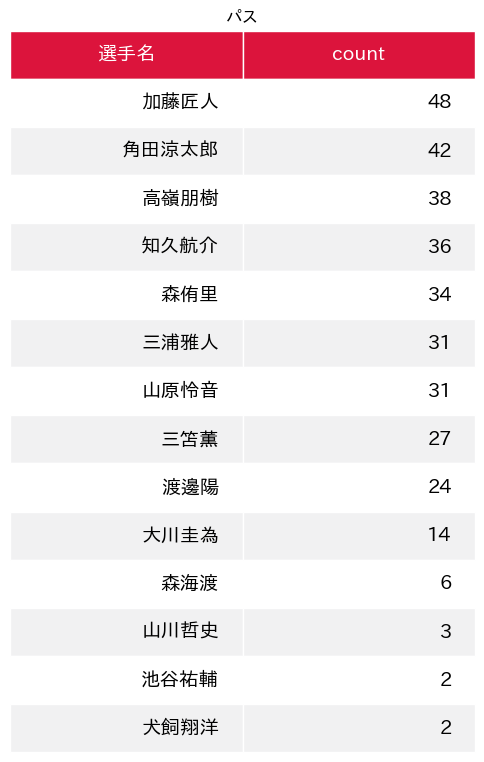 パス
選手名 count
加藤匠人 48
角田涼太郎 42
高嶺朋樹 38
知久航介 36
森侑里 34
三浦雅人 31
山原怜音 31
三笘薫 27
渡邊陽 24
大川圭為 14
森海渡 6
山川哲史 3
池谷祐輔 2
犬飼翔洋 2